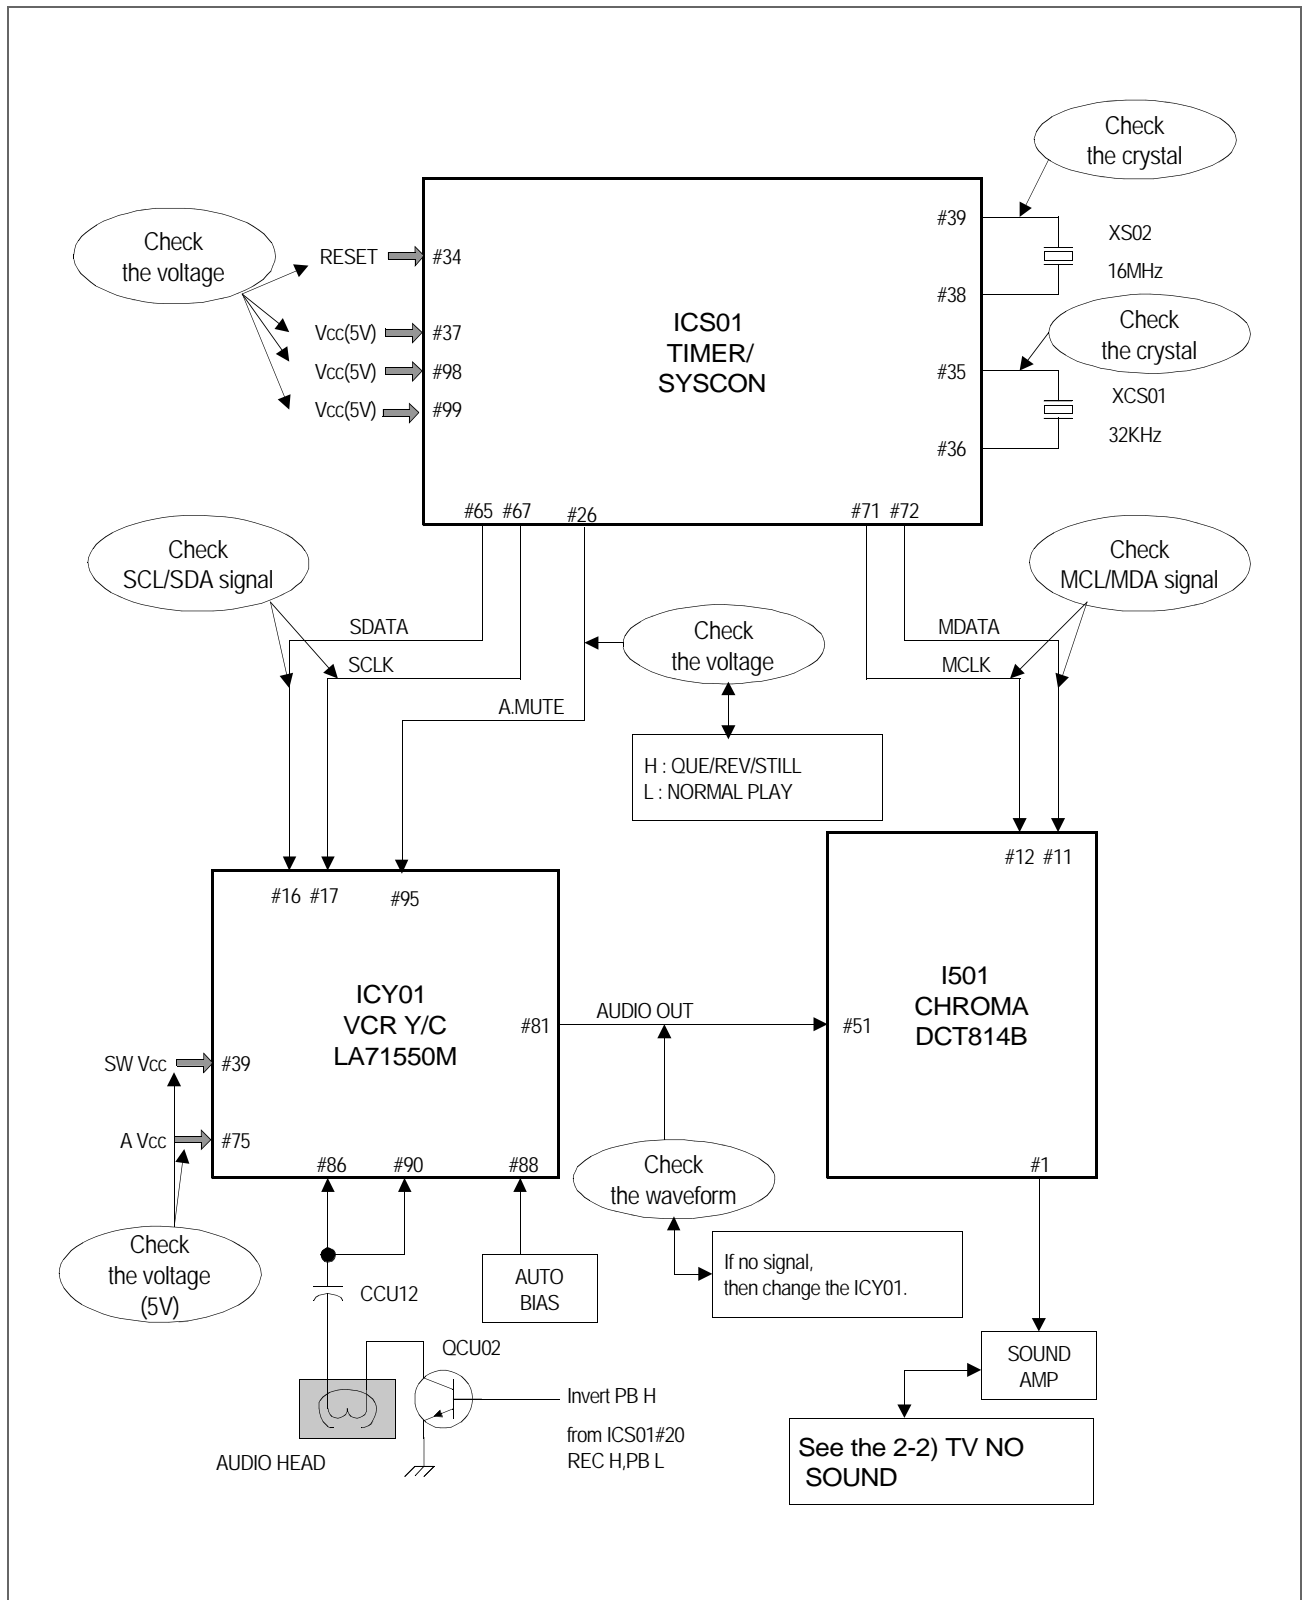 Check
the crystal
#39
XS02
16MHz
#38
Check
the voltage
RESET
#34
Vcc(5V)
#37
Vcc(5V)
#98
Vcc(5V)
#99
ICS01
TIMER/
SYSCON
Check
the crystal
#35
XCS01
32KHz
#36
#65 #67
#26
#71 #72
Check
SCL/SDA signal
Check
MCL/MDA signal
SDATA
SCLK
A.MUTE
Check
the voltage
MDATA
MCLK
H : QUE/REV/STILL
L : NORMAL PLAY
#16 #17
#95
#12 #11
ICY01
VCR Y/C
LA71550M
#81
AUDIO OUT
#51
I501
CHROMA
DCT814B
SW Vcc
#39
A Vcc
#75
#86
#90
#88
#1
Check
the voltage
(5V)
Check
the waveform
If no signal,
then change the ICY01.
CCU12
AUTO
BIAS
QCU02
Invert PB H
from ICS01#20
REC H,PB L
AUDIO HEAD
SOUND
AMP
See the 2-2) TV NO
SOUND